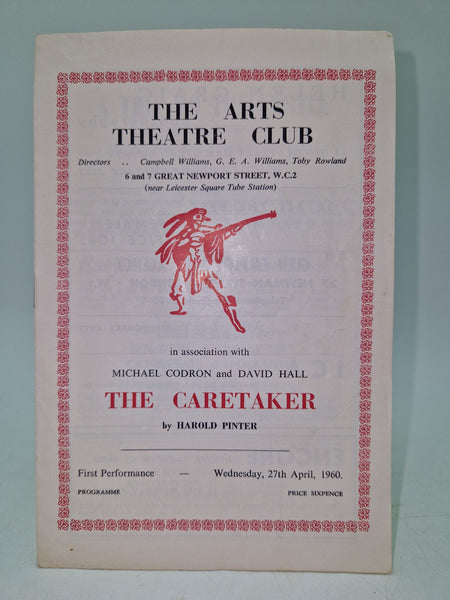 THE ARTS
THEATRE CLUB
Directors .. Campbell Williams, G. E. A. Williams, Toby Rowland
6 and 7 GREAT NEWPORT STREET, W.C.2
(near Leicester Square Tube Station)
in association with
MICHAEL CODRON and DAVID HALL
THE CARETAKER
by HAROLD PINTER
First Performance — Wednesday, 27th April, 1960.
PROGRAMME PRICE SIXPENCE